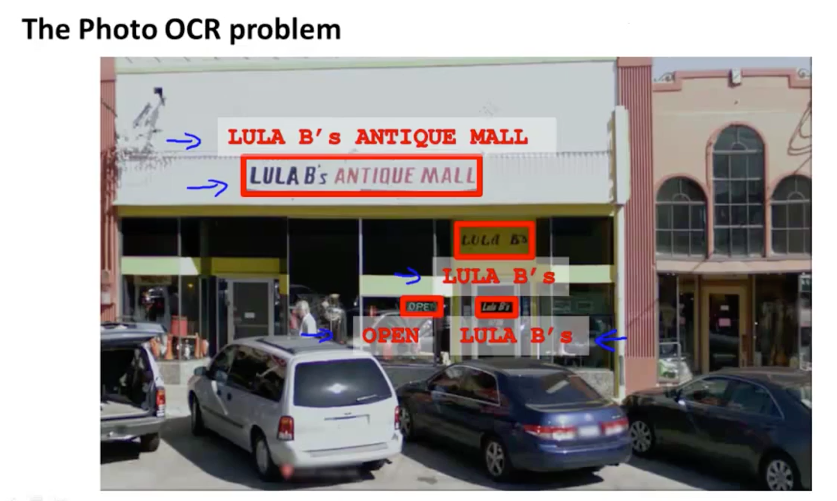 The Photo OCR problem
LULA B's ANTIQUE MALL
LULA B's ANTIQUE MALL
LULA B's
LULA B's
OPEN
Lula B's
OPEN
LULA B's